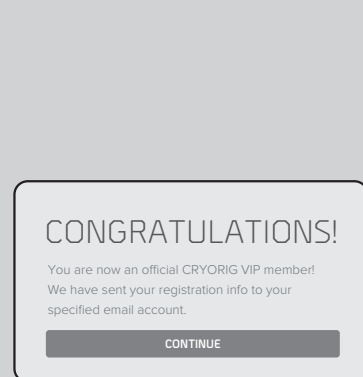 CONGRATULATIONS!
You are now an official CRYORIG VIP member!
We have sent your registration info to your
specified email account.
CONTINUE